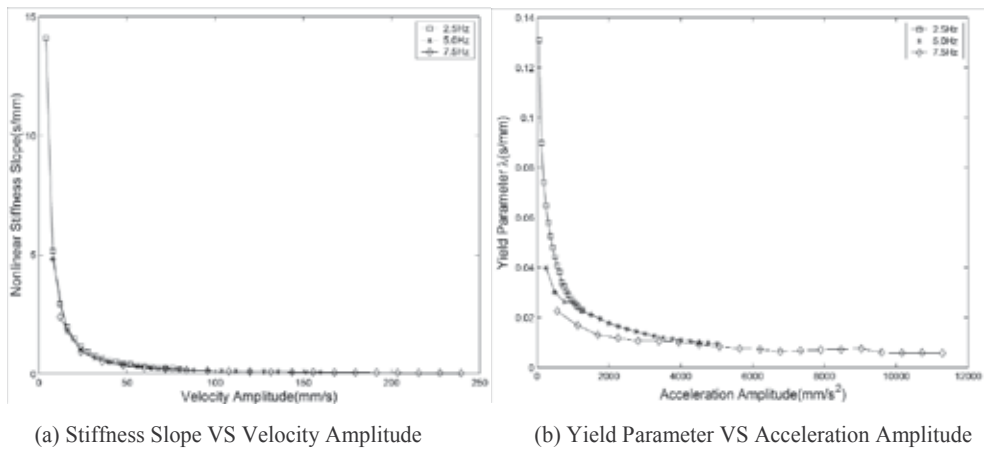 15
10
5
0
Nonlinear Stiffness Slope(s/mm)
2.5Hz
5.0Hz
7.5Hz
0 50 100 150 200 250
Velocity Amplitude(mm/s)
0.14
0.12
0.1
0.08
0.06
0.04
0.02
0
Yield Parameter λ(s/mm)
2.5Hz
5.0Hz
7.5Hz
0 2000 4000 6000 8000 10000 12000
Acceleration Amplitude(mm/s²)
(a) Stiffness Slope VS Velocity Amplitude
(b) Yield Parameter VS Acceleration Amplitude